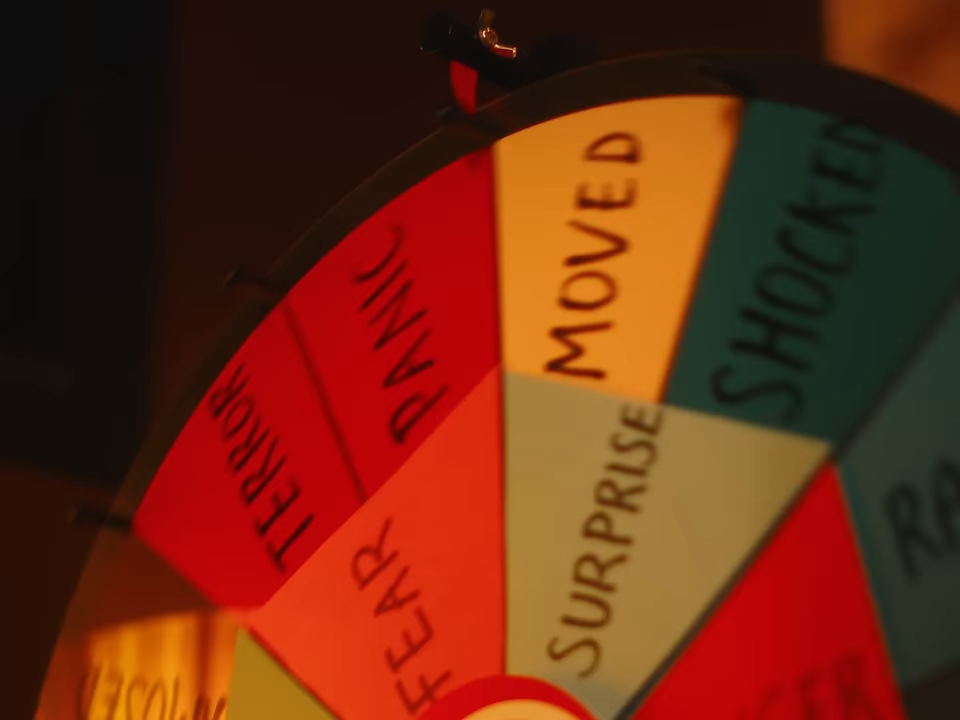 MOVED
SHOCKED
PANIC
TERROR
SURPRISE
FEAR